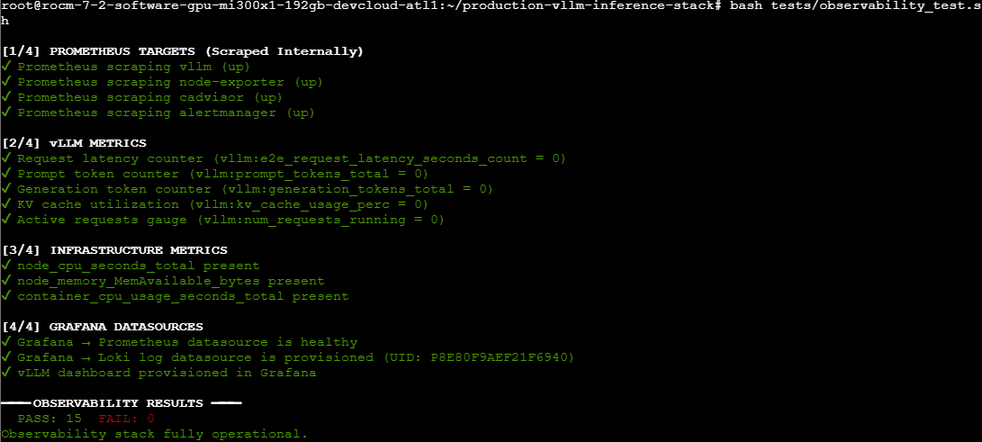 root@rocm-7-2-software-gpu-mi300x1-192gb-devcloud-atl1:~/production-vllm-inference-stack# bash tests/observability_test.s
h
[1/4] PROMETHEUS TARGETS (Scraped Internally)
✓ Prometheus scraping vllm (up)
✓ Prometheus scraping node-exporter (up)
✓ Prometheus scraping cadvisor (up)
✓ Prometheus scraping alertmanager (up)
[2/4] vLLM METRICS
✓ Request latency counter (vllm:e2e_request_latency_seconds_count = 0)
✓ Prompt token counter (vllm:prompt_tokens_total = 0)
✓ Generation token counter (vllm:generation_tokens_total = 0)
✓ KV cache utilization (vllm:kv_cache_usage_perc = 0)
✓ Active requests gauge (vllm:num_requests_running = 0)
[3/4] INFRASTRUCTURE METRICS
✓ node_cpu_seconds_total present
✓ node_memory_MemAvailable_bytes present
✓ container_cpu_usage_seconds_total present
[4/4] GRAFANA DATASOURCES
✓ Grafana → Prometheus datasource is healthy
✓ Grafana → Loki log datasource is provisioned (UID: P8E80F9AEF21F6940)
✓ vLLM dashboard provisioned in Grafana
━━━━OBSERVABILITY RESULTS ━━━━
PASS: 15 FAIL: 0
Observability stack fully operational.